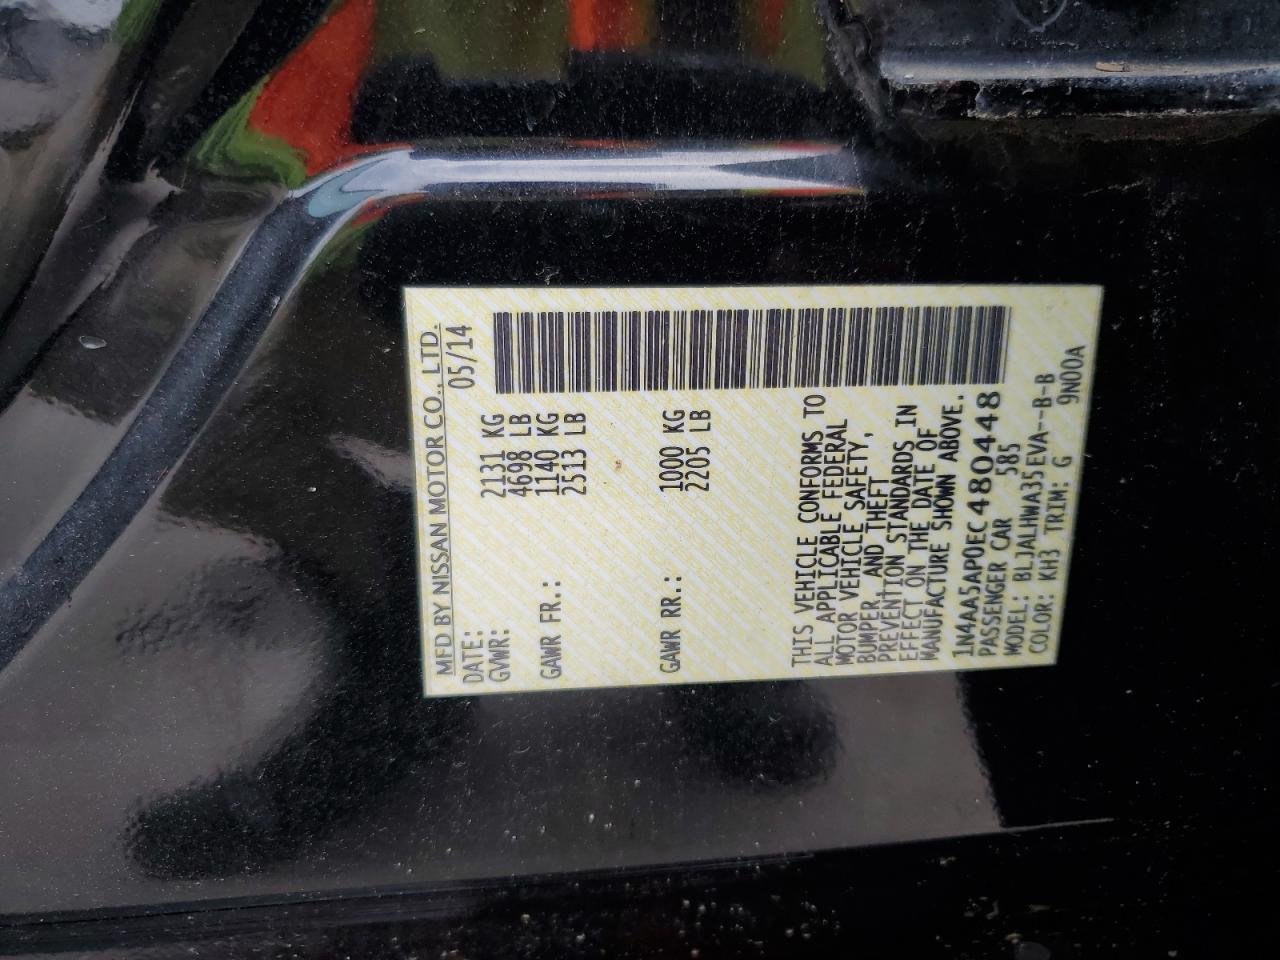 MFD BY NISSAN MOTOR CO., LTD.
DATE: 05/14
GVWR: 2131 KG
4698 LB
GAWR FR.: 1140 KG
2513 LB
GAWR RR.: 1000 KG
2205 LB
THIS VEHICLE CONFORMS TO
ALL APPLICABLE FEDERAL
MOTOR VEHICLE SAFETY,
BUMPER, AND THEFT
PREVENTION STANDARDS IN
EFFECT ON THE DATE OF
MANUFACTURE SHOWN ABOVE.
1N4AA5AP0EC480448
PASSENGER CAR 585
MODEL: BLJALHWA35EVA--B-B
COLOR: KH3 TRIM: G 9N00A